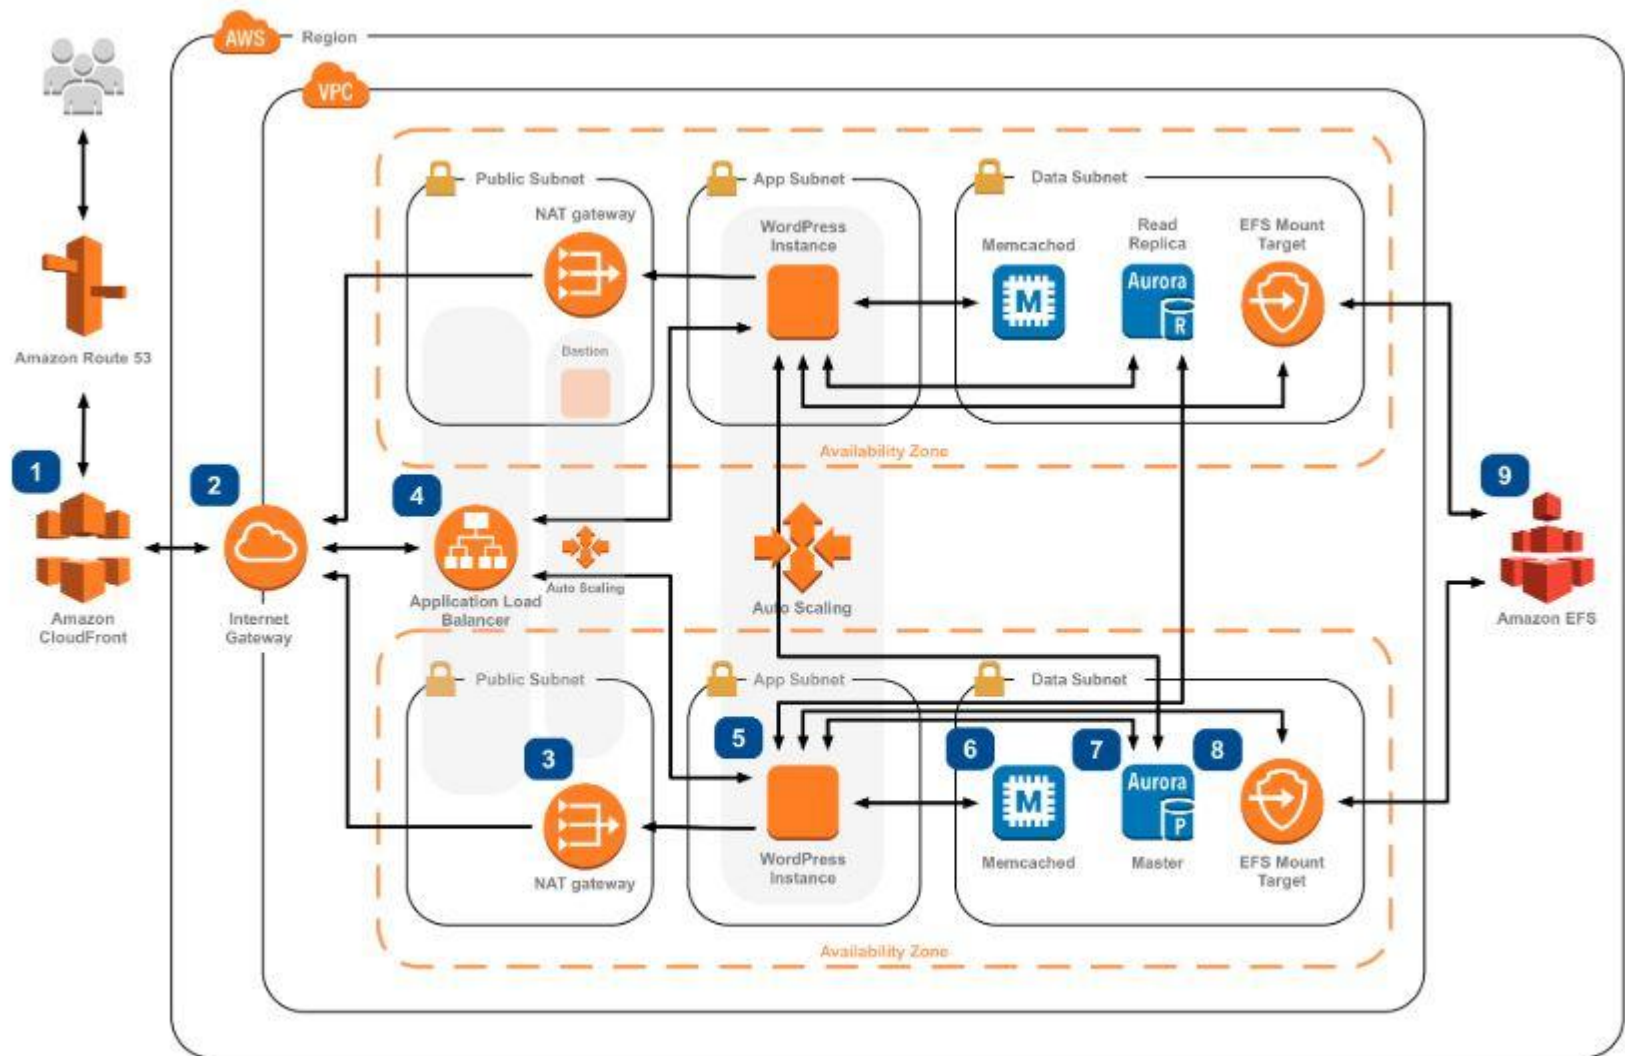 AWS
Region
VPC
Public Subnet
App Subnet
Data Subnet
NAT gateway
WordPress
Instance
Memcached
Read
Replica
EFS Mount
Target
M
Aurora
R
Bastion
Amazon Route 53
Availability Zone
1
2
4
9
Auto Scaling
Auto Scaling
Application Load
Balancer
Amazon
CloudFront
Internet
Gateway
Amazon EFS
Public Subnet
App Subnet
Data Subnet
3
5
6
7
8
M
Aurora
P
NAT gateway
WordPress
Instance
Memcached
Master
EFS Mount
Target
Availability Zone